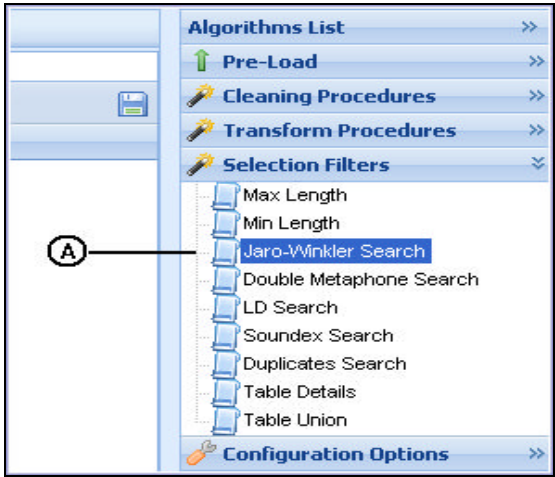 Algorithms List
Pre-Load
Cleaning Procedures
Transform Procedures
Selection Filters
Max Length
Min Length
A Jaro-Winkler Search
Double Metaphone Search
LD Search
Soundex Search
Duplicates Search
Table Details
Table Union
Configuration Options